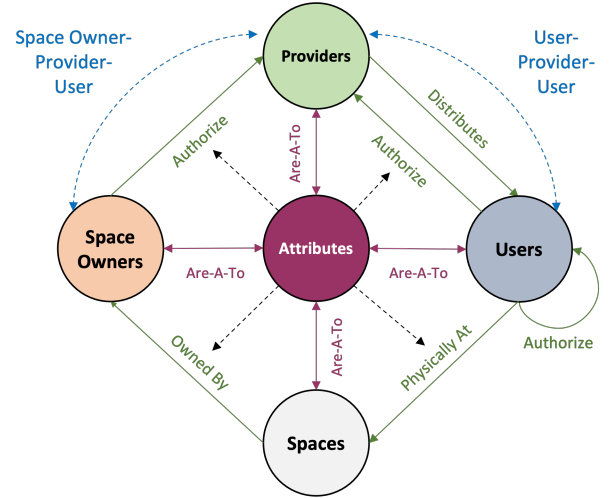 Space Owner-
Provider-
User
Providers
User-
Provider-
User
Authorize
Are-A-To
Authorize
Distributes
Space
Owners
Attributes
Users
Are-A-To
Are-A-To
Owned By
Are-A-To
Physically At
Authorize
Spaces